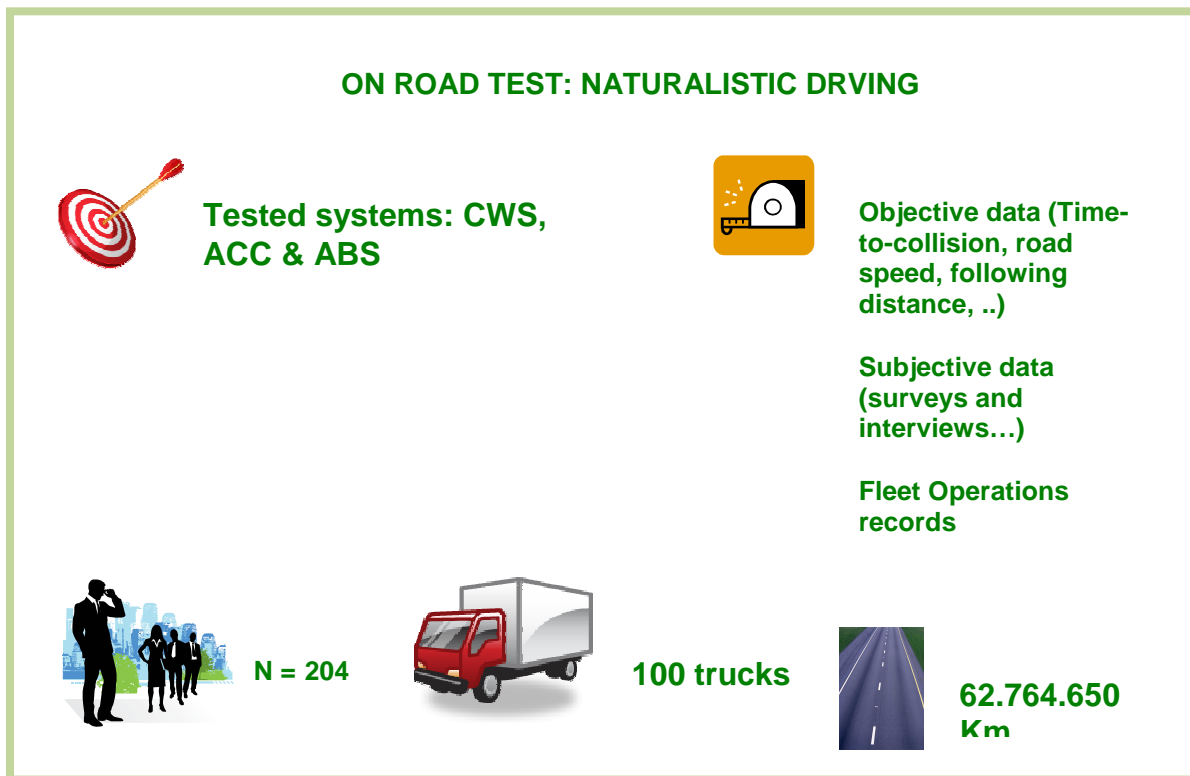 ON ROAD TEST: NATURALISTIC DRVING
Tested systems: CWS,
ACC & ABS
Objective data (Time-
to-collision, road
speed, following
distance, ..)
Subjective data
(surveys and
interviews…)
Fleet Operations
records
N = 204
100 trucks
62.764.650
Km